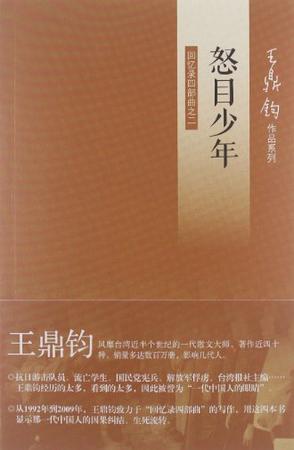 王鼎鈞
作品系列
怒目少年
回忆录四部曲之二
王鼎钧
风靡台湾近半个世纪的一代散文大师，著作近四十
种，销量多达数百万册，影响几代人。
抗日游击队员、流亡学生、国民党宪兵、解放军俘虏、台湾报社主编……
王鼎钧经历的太多，看到的太多，因此被誉为“一代中国人的眼睛”。
从1992年到2009年，王鼎钧致力于“回忆录四部曲”的写作，用这四本书
显示那一代中国人的因果纠结，生死流转。